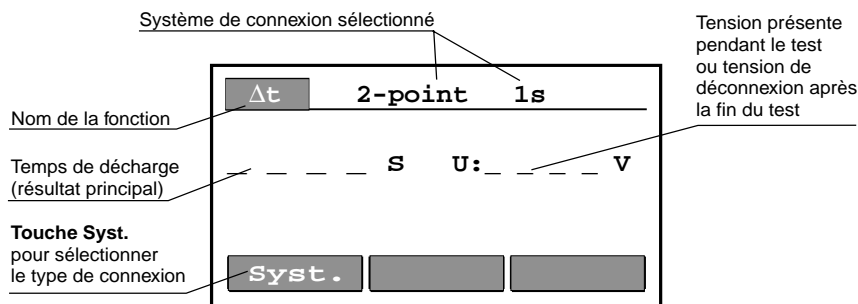 Système de connexion sélectionné
Tension présente
pendant le test
ou tension de
déconnexion après
la fin du test
Δt 2-point 1s
Nom de la fonction
Temps de décharge
(résultat principal)
_ _ _ _ S U:_ _ _ _ V
Touche Syst.
pour sélectionner
le type de connexion
Syst.